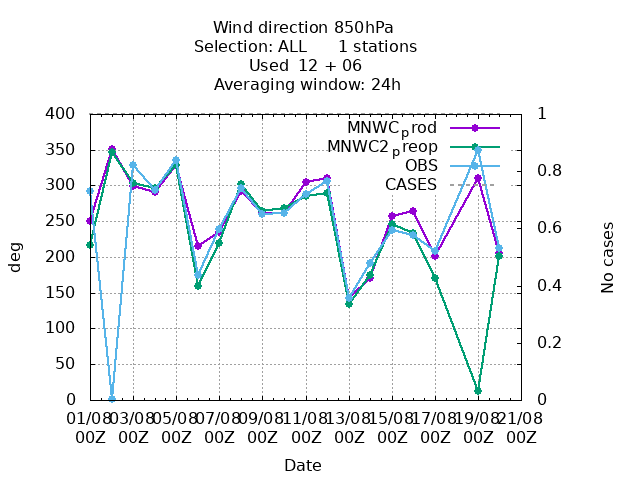 Wind direction 850hPa
Selection: ALL 1 stations
Used 12 + 06
Averaging window: 24h
400 1
350
300 0.8
250
200 0.6
150 0.4
100
50 0.2
0 0
MNWC_prod
MNWC2_preop
OBS
CASES
deg
No cases
01/08 03/08 05/08 07/08 09/08 11/08 13/08 15/08 17/08 19/08 21/08
00Z 00Z 00Z 00Z 00Z 00Z 00Z 00Z 00Z 00Z 00Z
Date